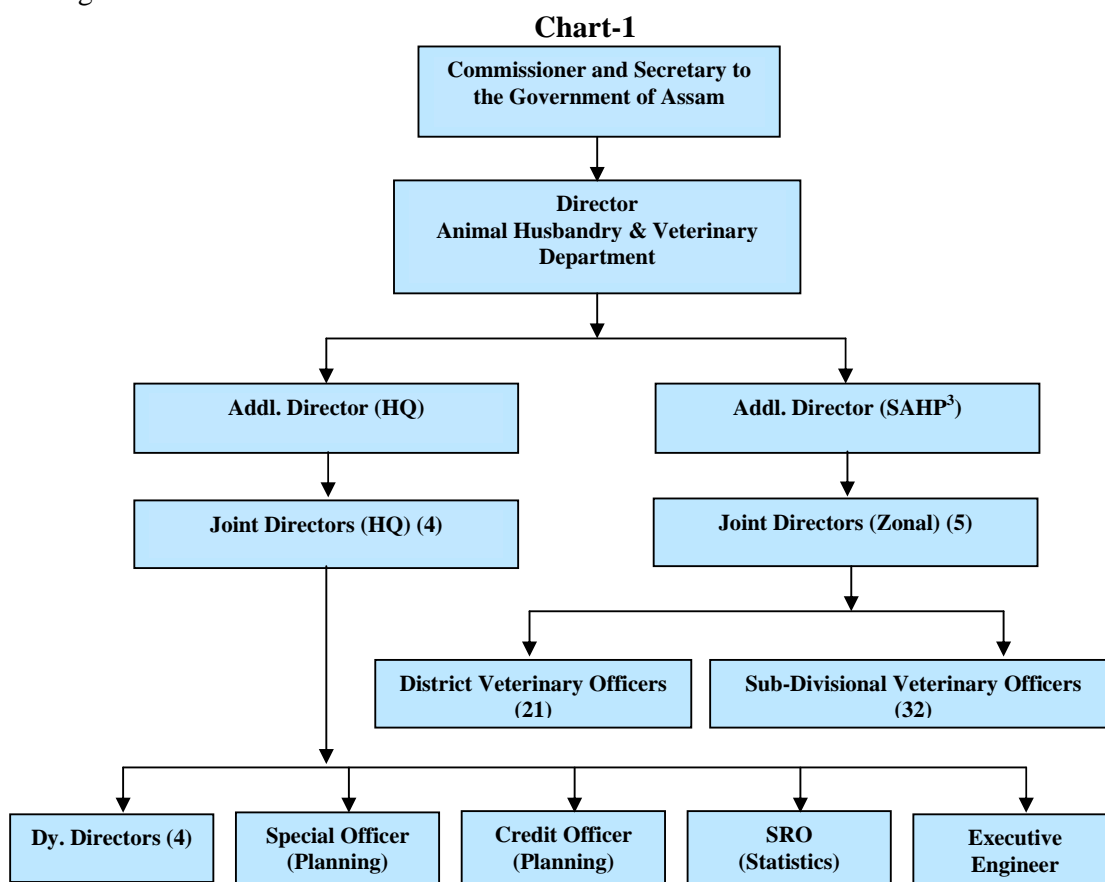 Chart-1
Commissioner and Secretary to
the Government of Assam
Director
Animal Husbandry & Veterinary
Department
Addl. Director (HQ)
Addl. Director (SAHP³)
Joint Directors (HQ) (4)
Joint Directors (Zonal) (5)
District Veterinary Officers
(21)
Sub-Divisional Veterinary Officers
(32)
Dy. Directors (4)
Special Officer
(Planning)
Credit Officer
(Planning)
SRO
(Statistics)
Executive
Engineer